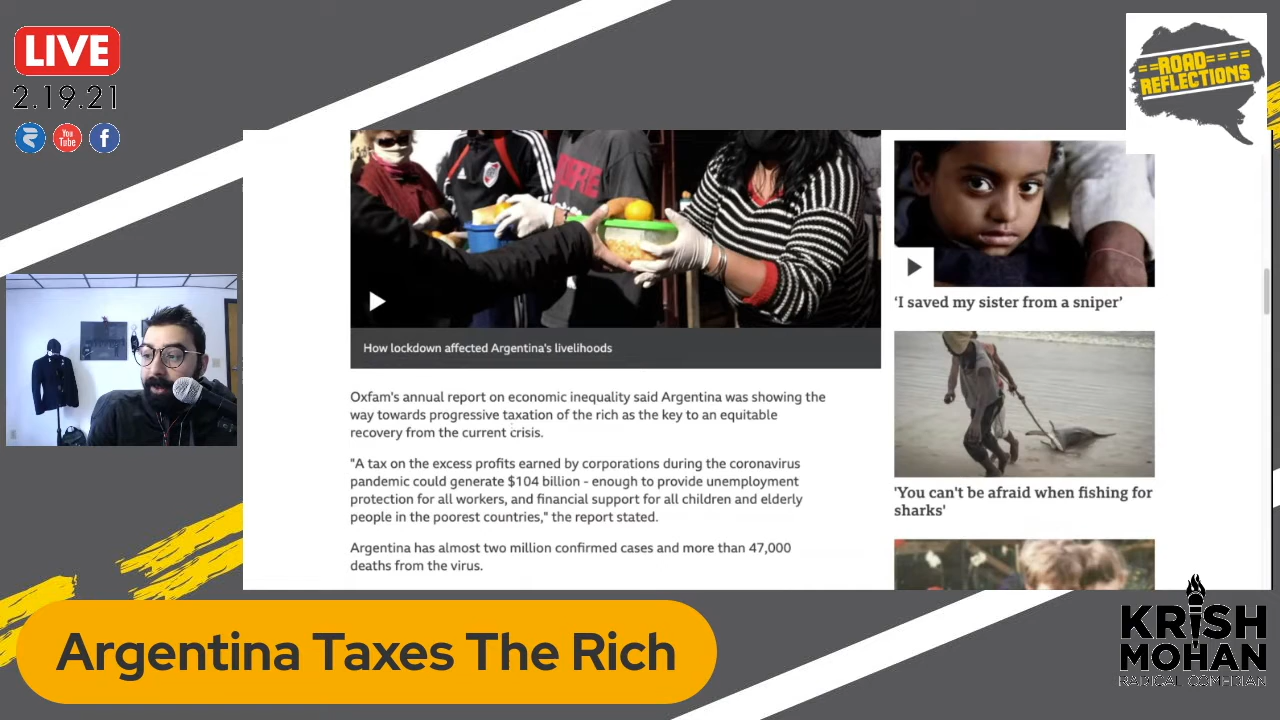 LIVE
2.19.21
You
Tube
f
==ROAD====
==REFLECTIONS
How lockdown affected Argentina's livelihoods
Oxfam's annual report on economic inequality said Argentina was showing the
way towards progressive taxation of the rich as the key to an equitable
recovery from the current crisis.
"A tax on the excess profits earned by corporations during the coronavirus
pandemic could generate $104 billion - enough to provide unemployment
protection for all workers, and financial support for all children and elderly
people in the poorest countries," the report stated.
Argentina has almost two million confirmed cases and more than 47,000
deaths from the virus.
'I saved my sister from a sniper'
'You can't be afraid when fishing for
sharks'
Argentina Taxes The Rich
KRISH
MOHAN
RADICAL COMEDIAN